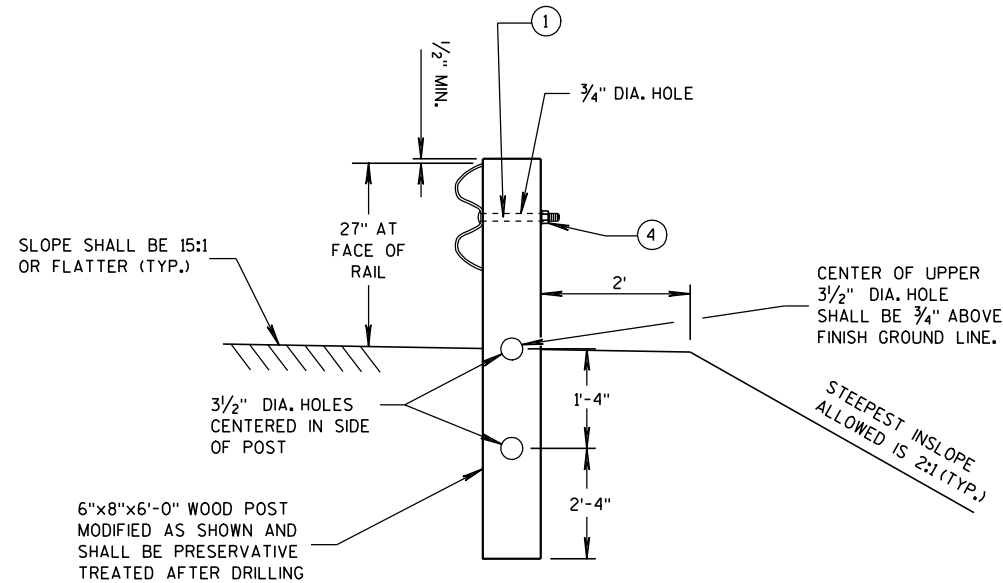 1
½" MIN.
¾" DIA. HOLE
27" AT
FACE OF
RAIL
4
SLOPE SHALL BE 15:1
OR FLATTER (TYP.)
2'
CENTER OF UPPER
3½" DIA. HOLE
SHALL BE ¾" ABOVE
FINISH GROUND LINE.
3½" DIA. HOLES
CENTERED IN SIDE
OF POST
1'-4"
STEEPEST INSLOPE
ALLOWED IS 2:1 (TYP.)
2'-4"
6"x8"x6'-0" WOOD POST
MODIFIED AS SHOWN AND
SHALL BE PRESERVATIVE
TREATED AFTER DRILLING